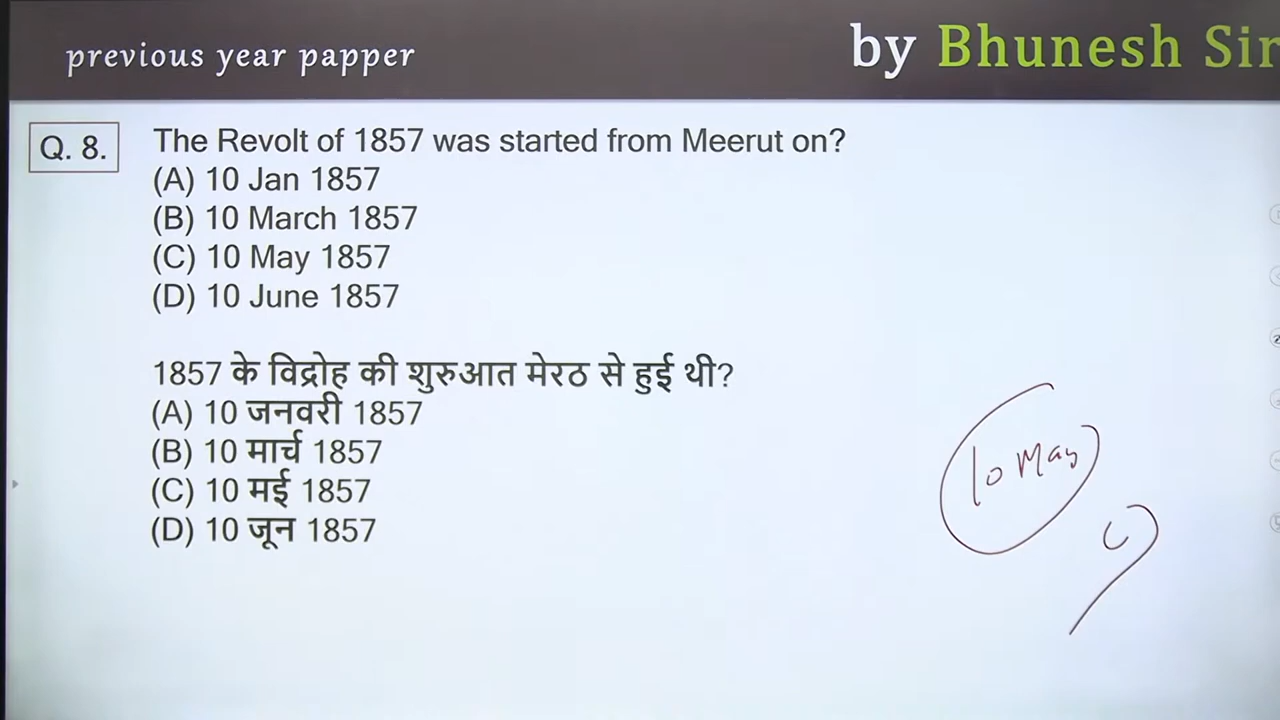 previous year papper
by Bhunesh Sir
Q. 8.
The Revolt of 1857 was started from Meerut on?
(A) 10 Jan 1857
(B) 10 March 1857
(C) 10 May 1857
(D) 10 June 1857
1857 के विद्रोह की शुरुआत मेरठ से हुई थी?
(A) 10 जनवरी 1857
(B) 10 मार्च 1857
(C) 10 मई 1857
(D) 10 जून 1857
10 May